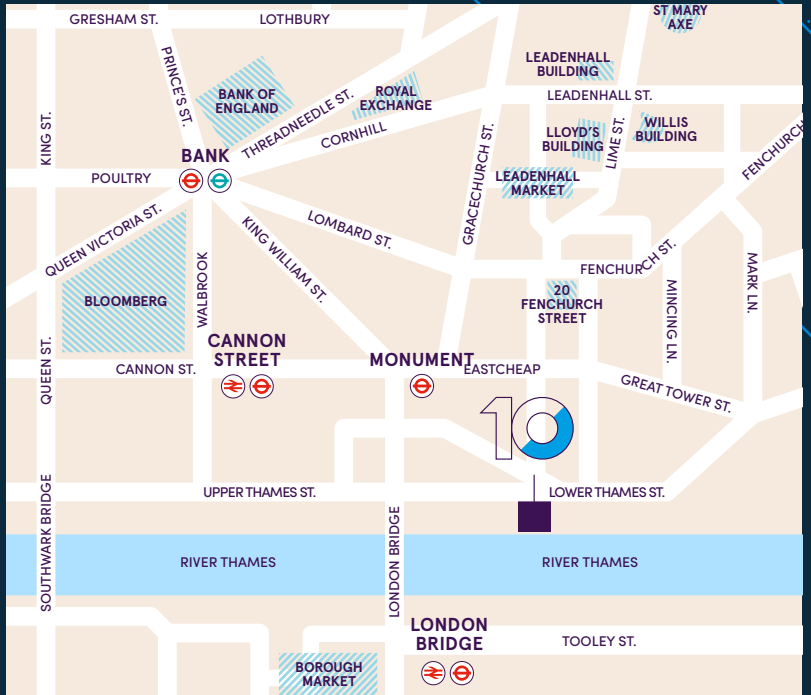 ST MARY
AXE
GRESHAM ST.
LOTHBURY
PRINCE'S ST.
LEADENHALL
BUILDING
BANK OF
ENGLAND
ROYAL
EXCHANGE
LEADENHALL ST.
KING ST.
THREADNEEDLE ST.
CORNHILL
LLOYD'S
BUILDING
LIME ST.
WILLIS
BUILDING
FENCHURCH
BANK
POULTRY
GRACECHURCH ST.
LEADENHALL
MARKET
QUEEN VICTORIA ST.
KING WILLIAM ST.
LOMBARD ST.
FENCHURCH ST.
BLOOMBERG
WALBROOK
20
FENCHURCH
STREET
MINCING LN.
MARK LN.
CANNON
STREET
MONUMENT
EASTCHEAP
QUEEN ST.
CANNON ST.
GREAT TOWER ST.
10
UPPER THAMES ST.
LOWER THAMES ST.
SOUTHWARK BRIDGE
LONDON BRIDGE
RIVER THAMES
RIVER THAMES
LONDON
BRIDGE
TOOLEY ST.
BOROUGH
MARKET